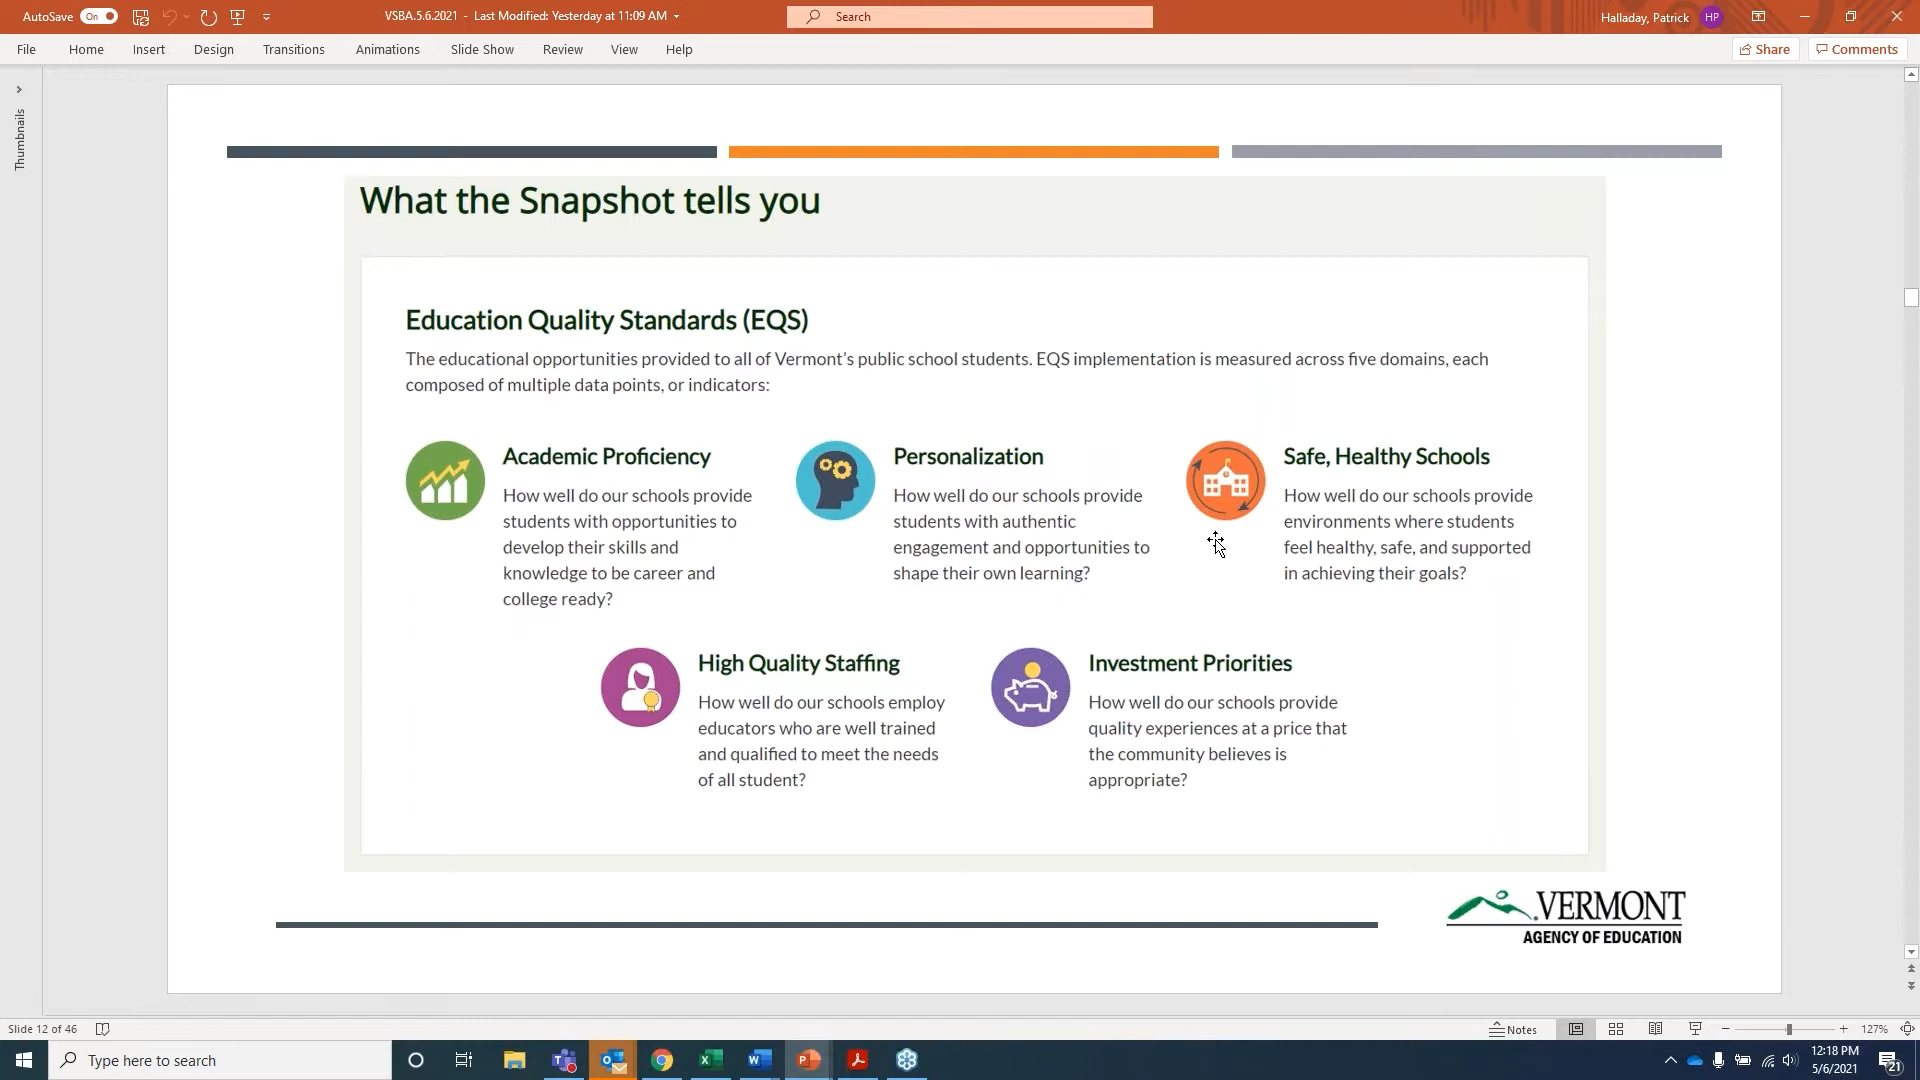 AutoSave On VSBA.5.6.2021 - Last Modified: Yesterday at 11:09 AM Search Halladay, Patrick HP
File Home Insert Design Transitions Animations Slide Show Review View Help Share Comments
Thumbnails
What the Snapshot tells you
Education Quality Standards (EQS)
The educational opportunities provided to all of Vermont’s public school students. EQS implementation is measured across five domains, each
composed of multiple data points, or indicators:
Academic Proficiency
How well do our schools provide
students with opportunities to
develop their skills and
knowledge to be career and
college ready?
Personalization
How well do our schools provide
students with authentic
engagement and opportunities to
shape their own learning?
Safe, Healthy Schools
How well do our schools provide
environments where students
feel healthy, safe, and supported
in achieving their goals?
High Quality Staffing
How well do our schools employ
educators who are well trained
and qualified to meet the needs
of all student?
Investment Priorities
How well do our schools provide
quality experiences at a price that
the community believes is
appropriate?
VERMONT
AGENCY OF EDUCATION
Slide 12 of 46 Notes 127%
Type here to search 12:18 PM
5/6/2021 21